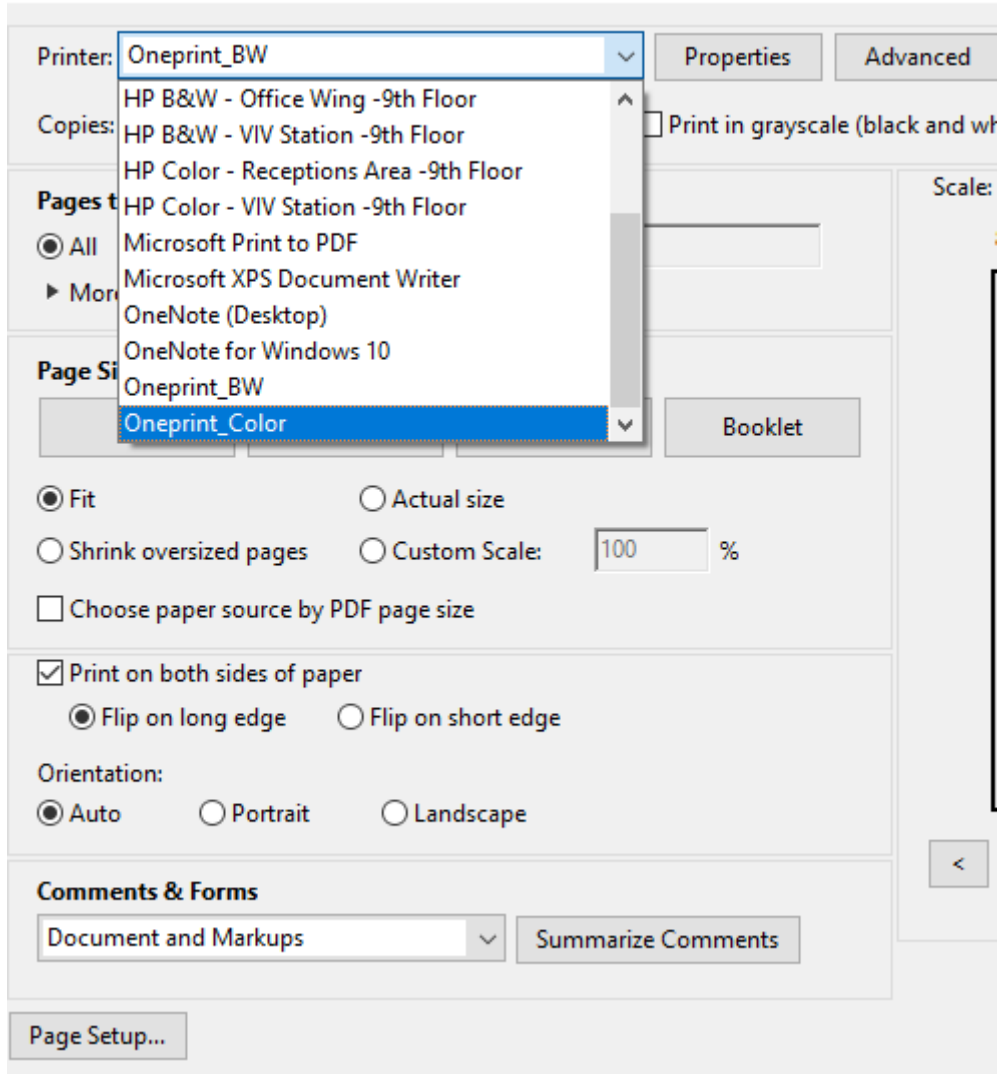 Printer: Oneprint_BW Properties Advanced
HP B&W - Office Wing -9th Floor
Copies: HP B&W - VIV Station -9th Floor Print in grayscale (black and wh
HP Color - Receptions Area -9th Floor
Pages t HP Color - VIV Station -9th Floor Scale:
All Microsoft Print to PDF
Mor Microsoft XPS Document Writer
OneNote (Desktop)
Page Si OneNote for Windows 10
Oneprint_BW
Oneprint_Color Booklet
Fit Actual size
Shrink oversized pages Custom Scale: 100 %
Choose paper source by PDF page size
Print on both sides of paper
Flip on long edge Flip on short edge
Orientation:
Auto Portrait Landscape
<
Comments & Forms
Document and Markups Summarize Comments
Page Setup...